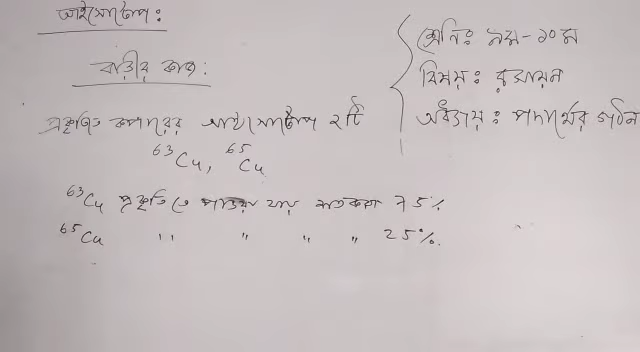 আইসোটোপ:
বাড়ীর কাজ:
প্রকৃতিতে কপারের আইসোটোপ ২টি
⁶³Cu, ⁶⁵Cu
⁶³Cu প্রকৃতিতে পাওয়া যায় শতকরা 75%
⁶⁵Cu " " " " 25%.
শ্রেনি: নবম-১০ম
বিষয়: রসায়ন
অধ্যায়: পদার্থের গঠন